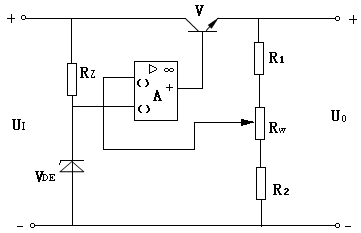 + V +
▷ ∞
R1
RZ
( )
A +
( )
UI
U0
RW
VDE
R2
− −